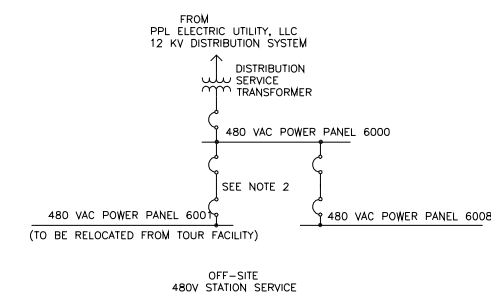 FROM
PPL ELECTRIC UTILITY, LLC
12 KV DISTRIBUTION SYSTEM
DISTRIBUTION
SERVICE
TRANSFORMER
480 VAC POWER PANEL 6000
SEE NOTE 2
480 VAC POWER PANEL 6001
480 VAC POWER PANEL 6008
(TO BE RELOCATED FROM TOUR FACILITY)
OFF-SITE
480V STATION SERVICE